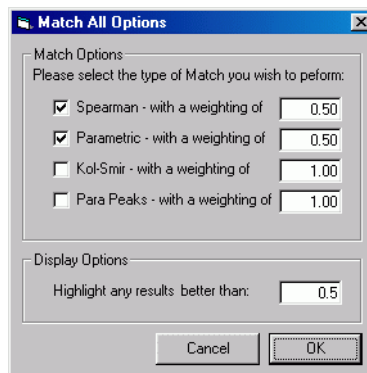 Match All Options
Match Options
Please select the type of Match you wish to peform:
Spearman - with a weighting of 0.50
Parametric - with a weighting of 0.50
Kol-Smir - with a weighting of 1.00
Para Peaks - with a weighting of 1.00
Display Options
Highlight any results better than: 0.5
Cancel OK